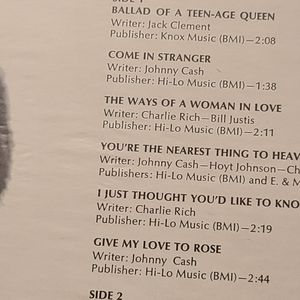 SIDE 1
BALLAD OF A TEEN-AGE QUEEN
Writer: Jack Clement
Publisher: Knox Music (BMI)—2:08
COME IN STRANGER
Writer: Johnny Cash
Publisher: Hi-Lo Music (BMI)—1:38
THE WAYS OF A WOMAN IN LOVE
Writer: Charlie Rich—Bill Justis
Publisher: Hi-Lo Music (BMI)—2:11
YOU'RE THE NEAREST THING TO HEAV
Writer: Johnny Cash—Hoyt Johnson—Ch
Publishers: Hi-Lo Music (BMI) and E. & M
I JUST THOUGHT YOU'D LIKE TO KNO
Writer: Charlie Rich
Publisher: Hi-Lo Music (BMI)—2:19
GIVE MY LOVE TO ROSE
Writer: Johnny Cash
Publisher: Hi-Lo Music (BMI)—2:44
SIDE 2